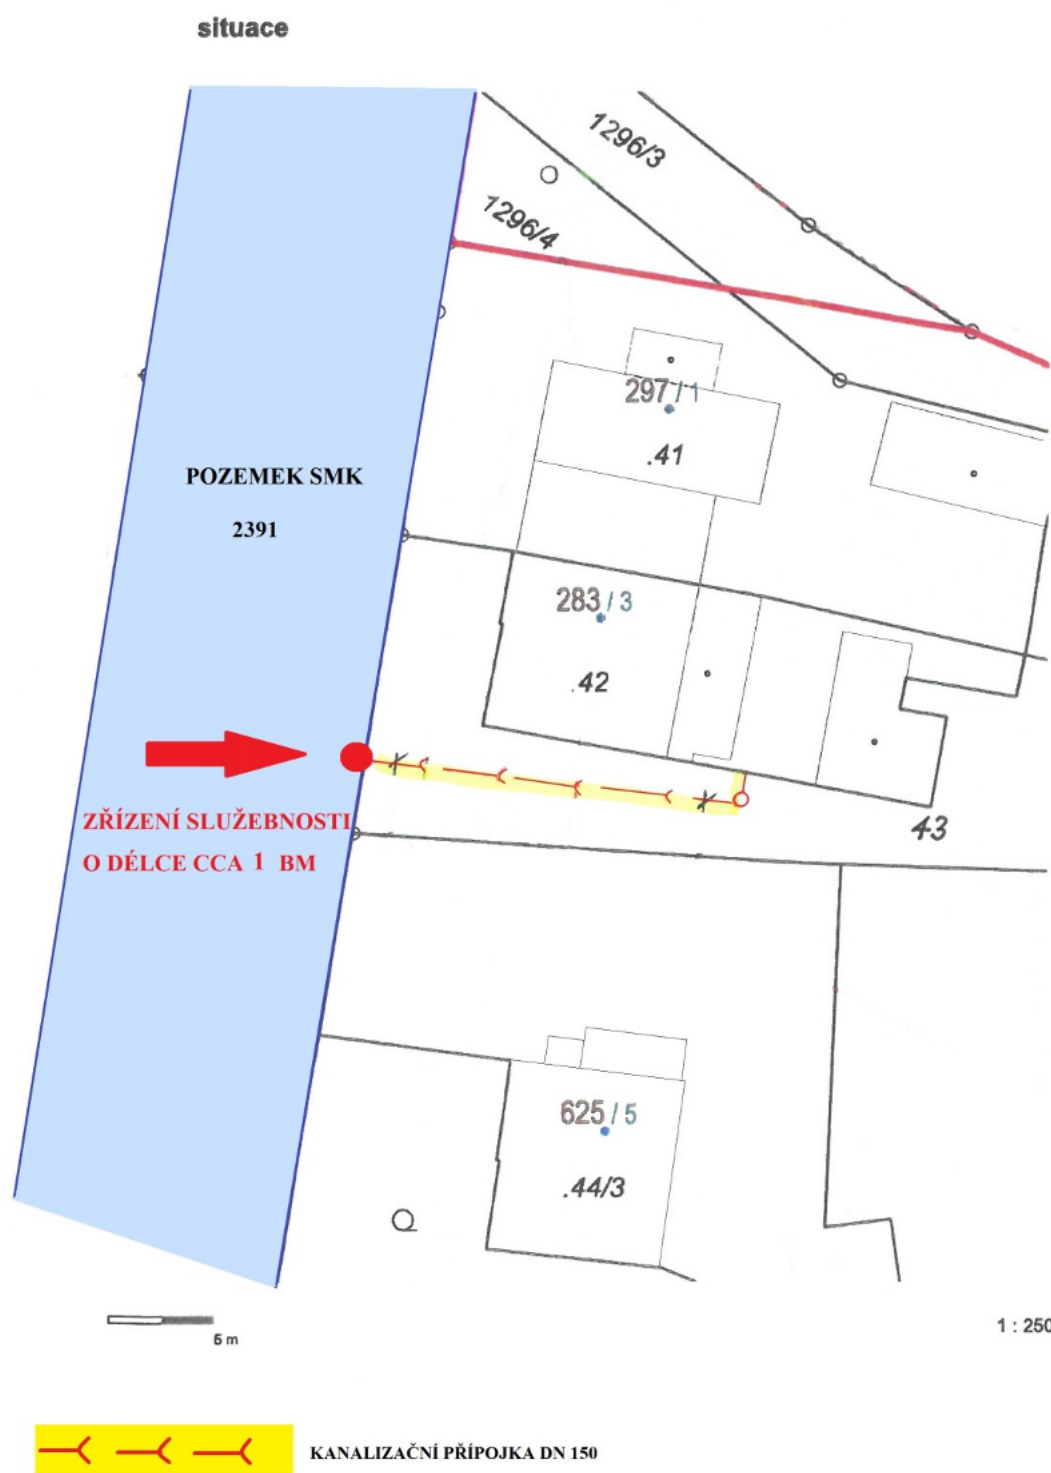 situace
1296/3
1296/4
297/1
.41
POZEMEK SMK
2391
283/3
.42
ZŘÍZENÍ SLUŽEBNOSTI
O DÉLCE CCA 1 BM
43
625/5
.44/3
5 m
1 : 250
KANALIZAČNÍ PŘÍPOJKA DN 150